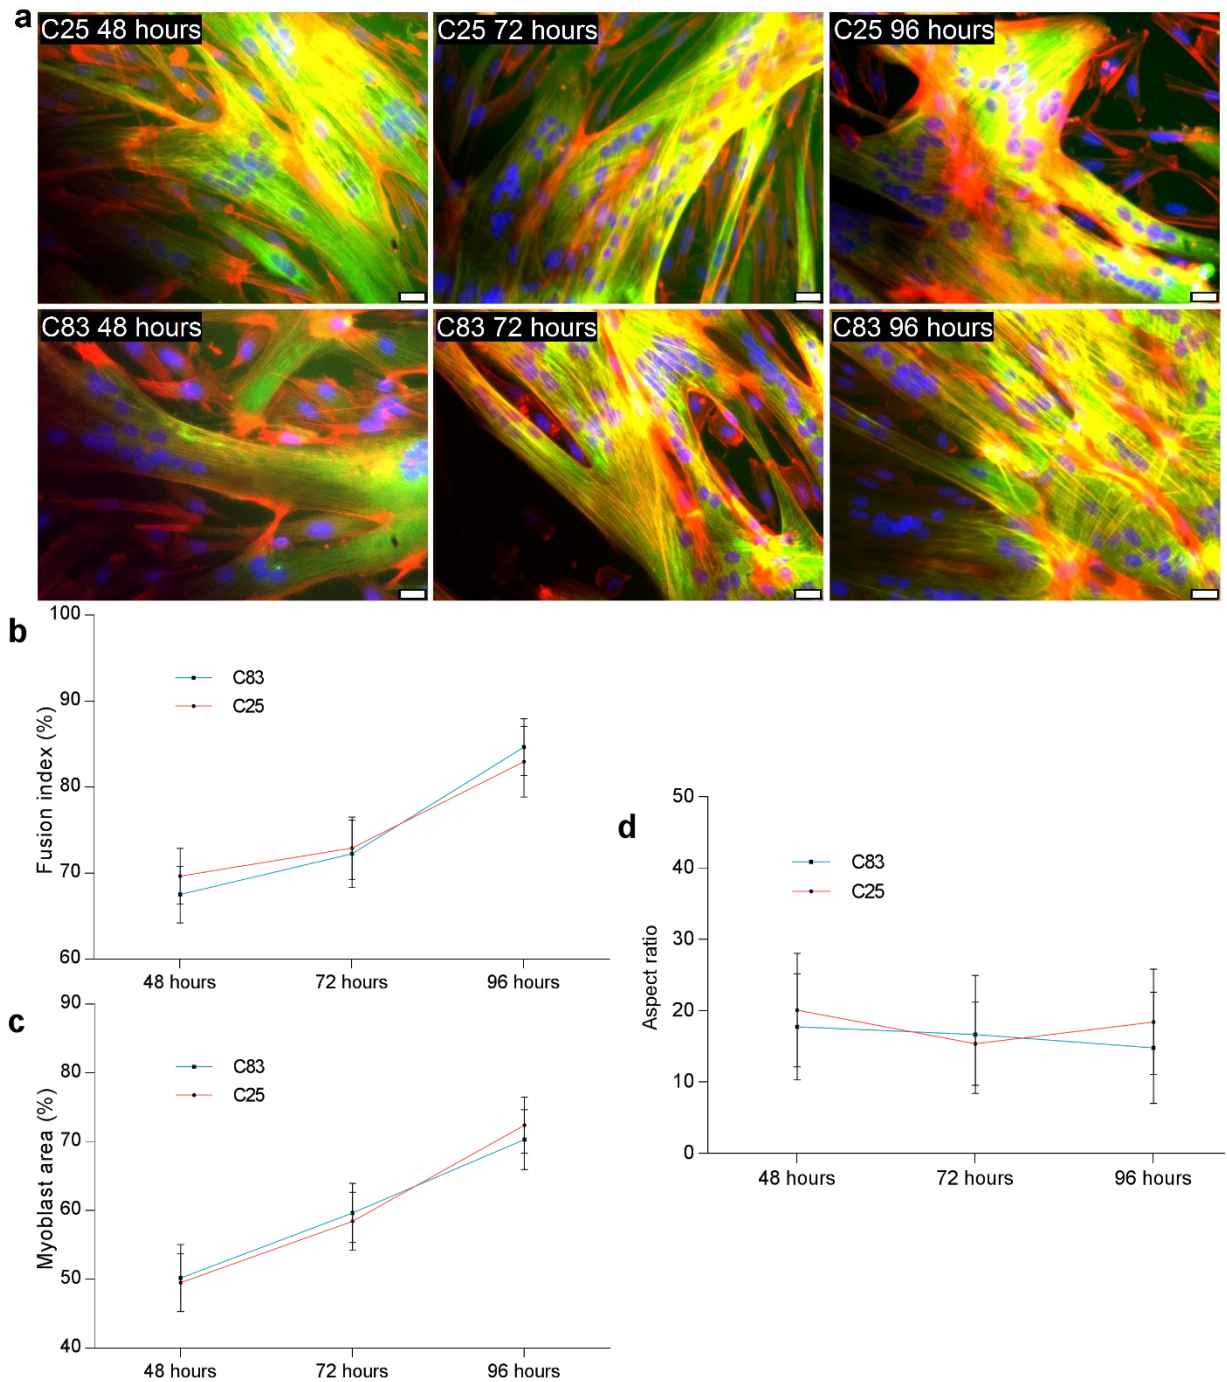 a
C25 48 hours
C25 72 hours
C25 96 hours
C83 48 hours
C83 72 hours
C83 96 hours
b
100
90
80
70
60
Fusion index (%)
C83
C25
48 hours
72 hours
96 hours
c
90
80
70
60
50
40
Myoblast area (%)
C83
C25
48 hours
72 hours
96 hours
d
50
40
30
20
10
0
Aspect ratio
C83
C25
48 hours
72 hours
96 hours